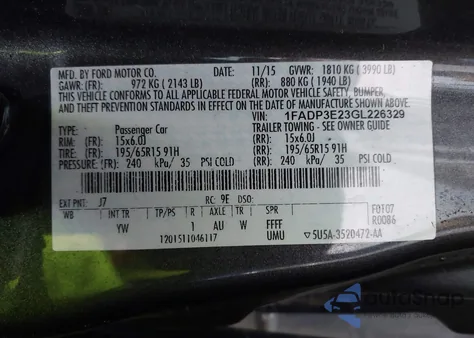 MFD. BY FORD MOTOR CO. DATE: 11/15 GVWR: 1810 KG ( 3990 LB)
GAWR: (FR) 972 KG ( 2143 LB) (RR): 880 KG ( 1940 LB)
THIS VEHICLE CONFORMS TO ALL APPLICABLE FEDERAL MOTOR VEHICLE
SAFETY, BUMPER, AND THEFT PREVENTION STANDARDS IN EFFECT ON THE DATE
OF MANUFACTURE SHOWN ABOVE.
VIN: 1FADP3E23GL226329
TYPE: Passenger Car TRAILER TOWING - SEE OWNER GUIDE
RIM: (FR) 15x6.0J (RR): 15x6.0J
TIRE: (FR) 195/65R15 91H (RR): 195/65R15 91H
PRESSURE: (FR) 240 kPa/ 35 PSI COLD (RR): 240 kPa/ 35 PSI COLD
EXT PNT: J7 RC: 9E DSO: F0107
WB INT TR TP/PS R AXLE TR SPR R0086
YW 1 AU W FFFF
1201511046117 UMU ▽5U5A-3520472-AA
autoSnap